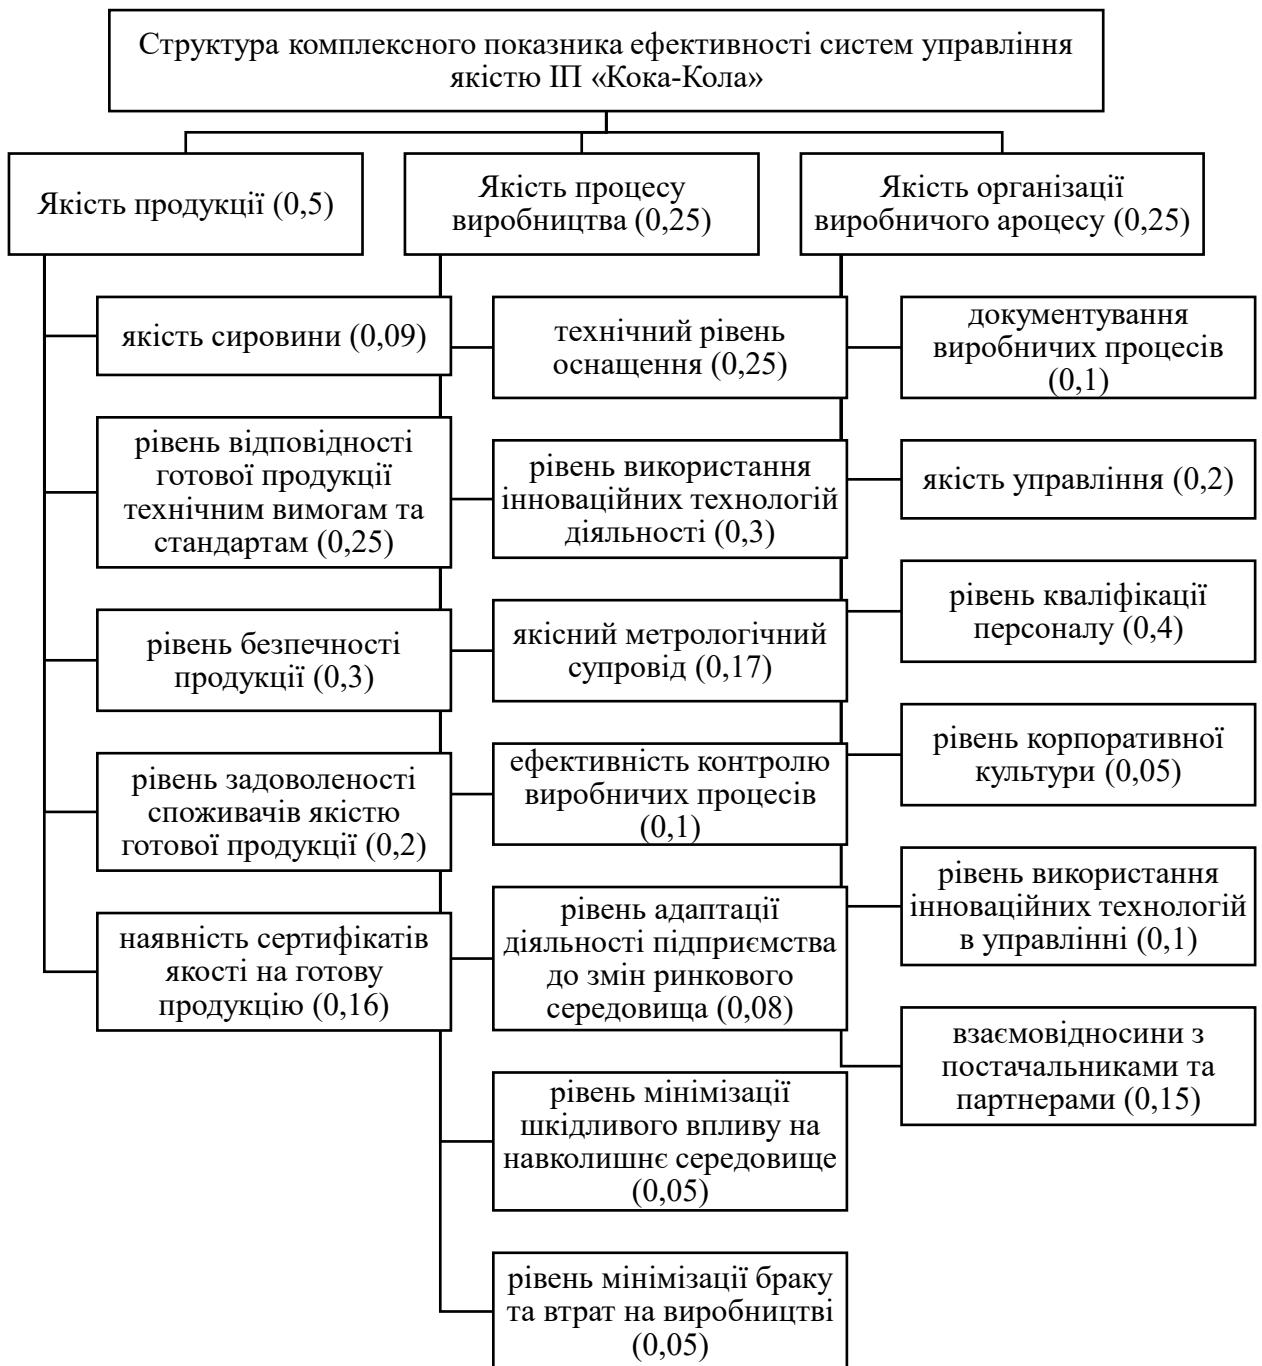 Структура комплексного показника ефективності систем управління
якістю ІП «Кока-Кола»
Якість продукції (0,5)
якість сировини (0,09)
рівень відповідності
готової продукції
технічним вимогам та
стандартам (0,25)
рівень безпечності
продукції (0,3)
рівень задоволеності
споживачів якістю
готової продукції (0,2)
наявність сертифікатів
якості на готову
продукцію (0,16)
Якість процесу
виробництва (0,25)
технічний рівень
оснащення (0,25)
рівень використання
інноваційних технологій
діяльності (0,3)
якісний метрологічний
супровід (0,17)
ефективність контролю
виробничих процесів
(0,1)
рівень адаптації
діяльності підприємства
до змін ринкового
середовища (0,08)
рівень мінімізації
шкідливого впливу на
навколишнє середовище
(0,05)
рівень мінімізації браку
та втрат на виробництві
(0,05)
Якість організації
виробничого ароцесу (0,25)
документування
виробничих процесів
(0,1)
якість управління (0,2)
рівень кваліфікації
персоналу (0,4)
рівень корпоративної
культури (0,05)
рівень використання
інноваційних технологій
в управлінні (0,1)
взаємовідносини з
постачальниками та
партнерами (0,15)